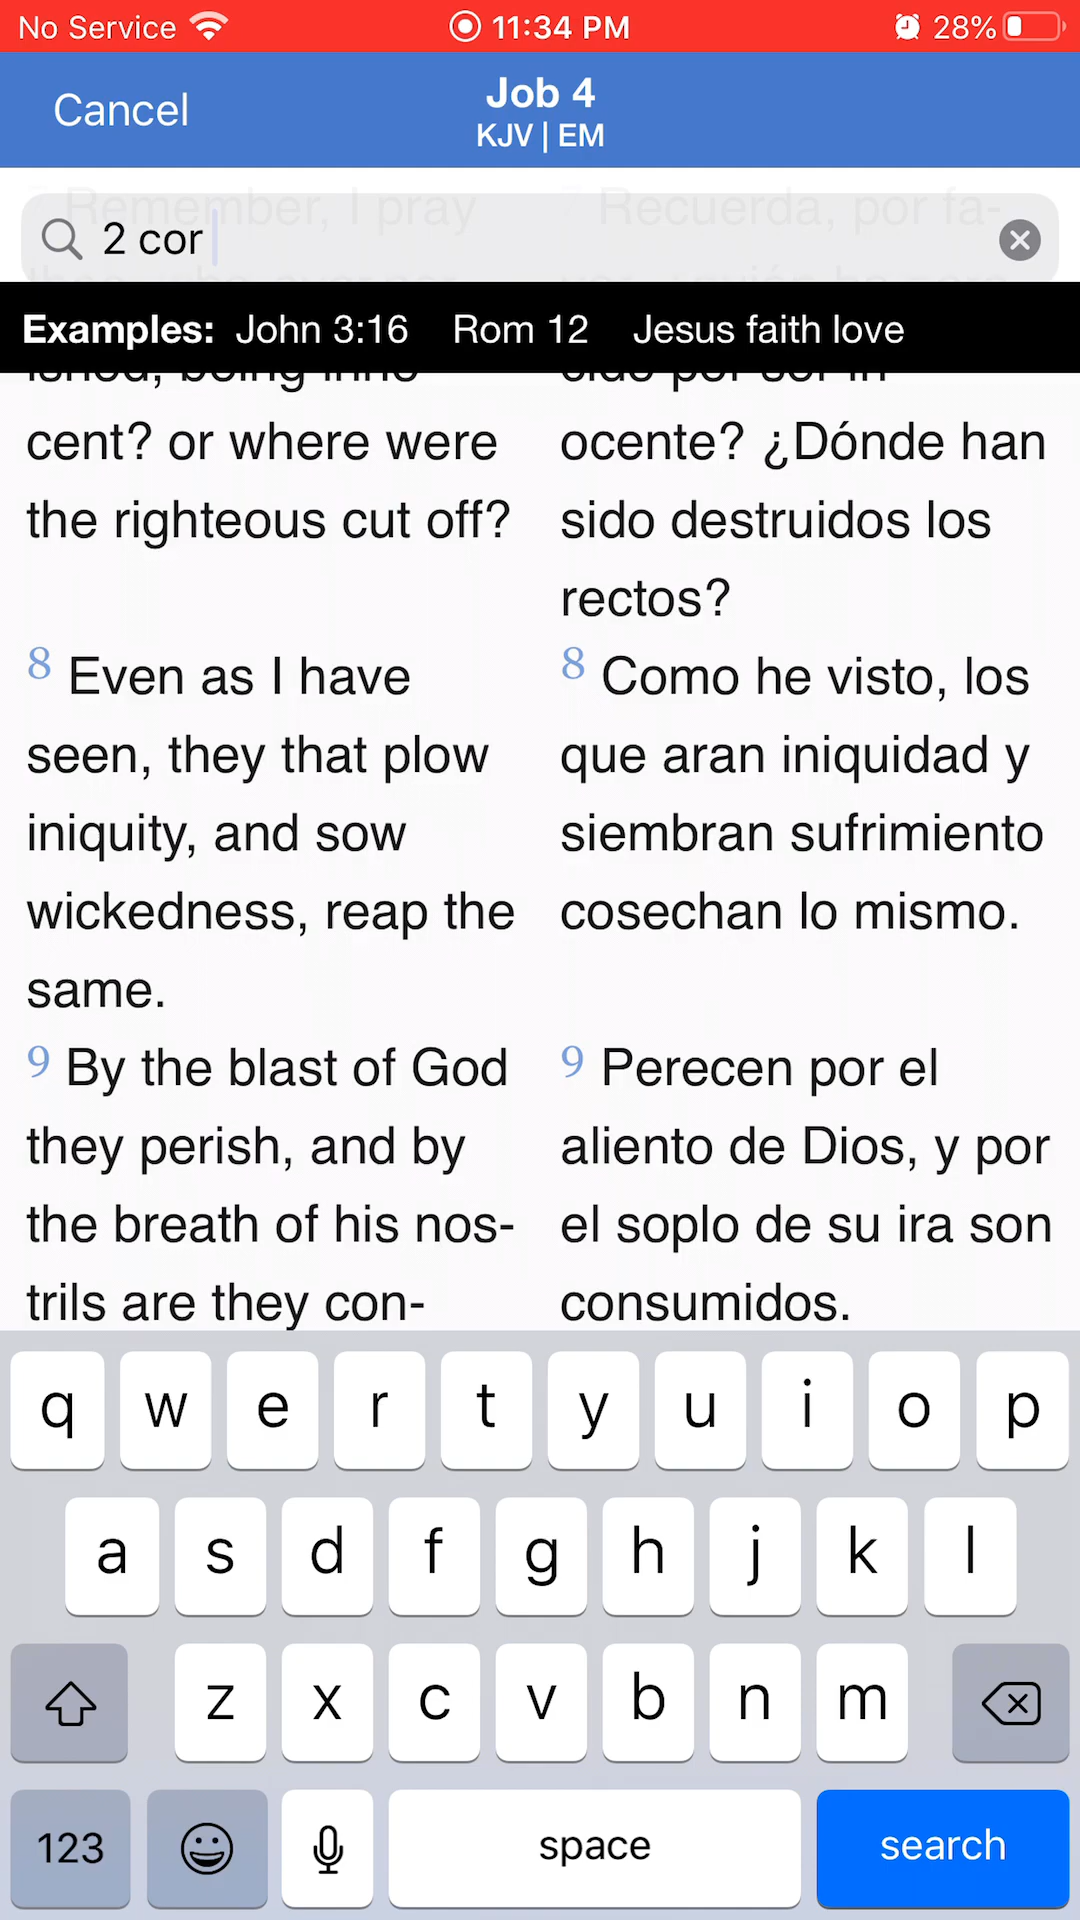 No Service 11:34 PM 28%
Cancel
Job 4
KJV | EM
Remember, I pray
Recuerda, por fa-
2 cor
Examples: John 3:16 Rom 12 Jesus faith love
cent? or where were
the righteous cut off?
8 Even as I have
seen, they that plow
iniquity, and sow
wickedness, reap the
same.
9 By the blast of God
they perish, and by
the breath of his nos-
trils are they con-
ocente? ¿Dónde han
sido destruidos los
rectos?
8 Como he visto, los
que aran iniquidad y
siembran sufrimiento
cosechan lo mismo.
9 Perecen por el
aliento de Dios, y por
el soplo de su ira son
consumidos.
q w e r t y u i o p
a s d f g h j k l
z x c v b n m
123 space search